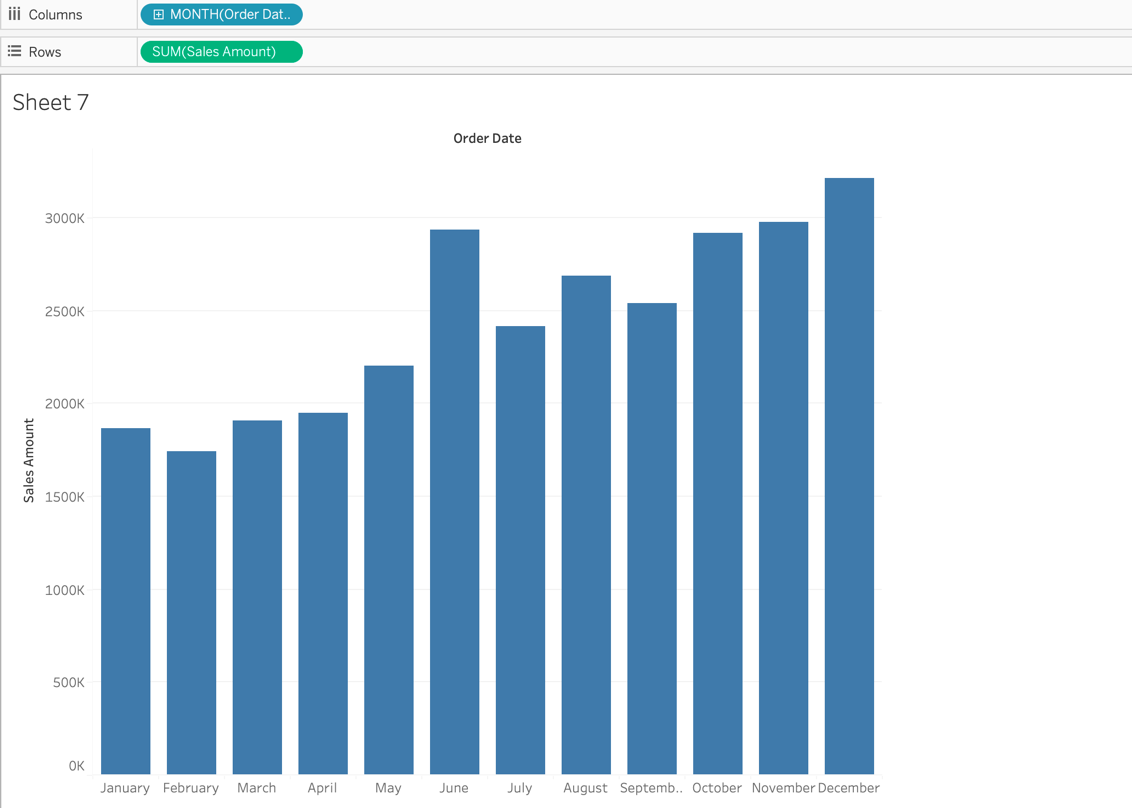 Columns
MONTH(Order Dat..
Rows
SUM(Sales Amount)
Sheet 7
Order Date
3000K
2500K
2000K
1500K
1000K
500K
0K
Sales Amount
January February March April May June July August Septemb.. October November December